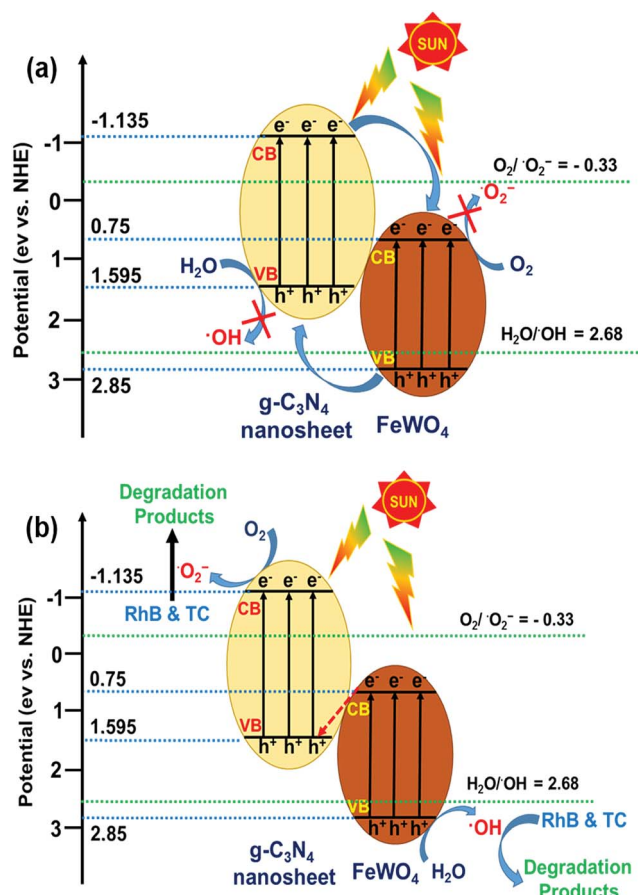 (a)
SUN
Potential (ev vs. NHE)
-1.135
-1
0
0.75
1
1.595
2
3
2.85
e- e- e-
CB
VB
h+ h+ h+
O2/ ·O2− = - 0.33
·O2−
e- e- e-
CB
O2
H2O
·OH
H2O/·OH = 2.68
VB
h+ h+ h+
g-C3N4
nanosheet
FeWO4
(b)
SUN
Degradation
Products
O2
·O2−
RhB & TC
Potential (ev vs. NHE)
-1.135
-1
0
0.75
1
1.595
2
3
2.85
e- e- e-
CB
VB
h+ h+ h+
O2/ ·O2− = - 0.33
e- e- e-
CB
H2O/·OH = 2.68
VB
h+ h+ h+
·OH
RhB & TC
g-C3N4
nanosheet
FeWO4
H2O
Degradation
Products